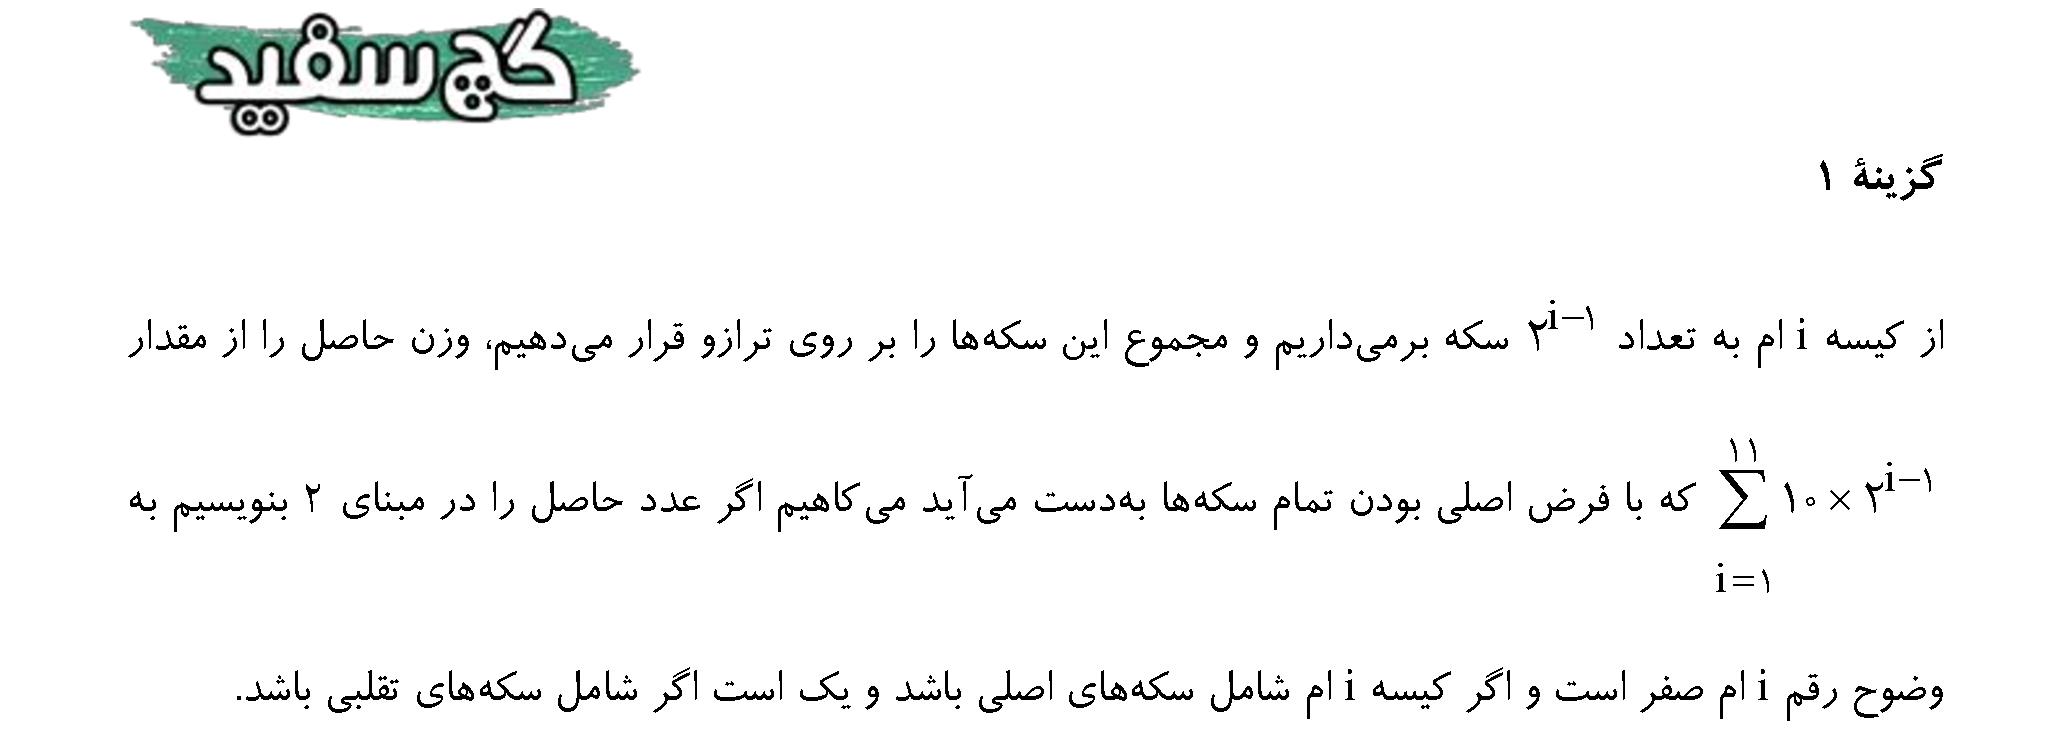 گچ سفید
گزینهٔ ۱
از کیسه i ام به تعداد ۲^{i−۱} سکه برمی‌داریم و مجموع این سکه‌ها را بر روی ترازو قرار می‌دهیم، وزن حاصل را از مقدار
\sum_{i=۱}^{۱۱} ۱۰ × ۲^{i−۱} که با فرض اصلی بودن تمام سکه‌ها به‌دست می‌آید می‌کاهیم اگر عدد حاصل را در مبنای ۲ بنویسیم به
وضوح رقم i ام صفر است و اگر کیسه i ام شامل سکه‌های اصلی باشد و یک است اگر شامل سکه‌های تقلبی باشد.